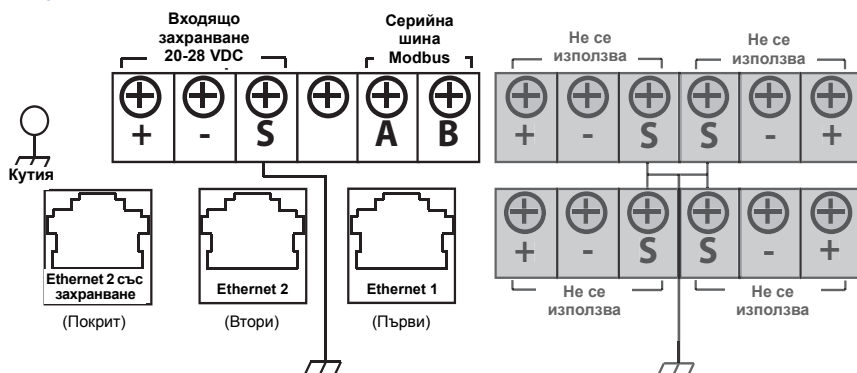 Входящо
захранване
20-28 VDC
Серийна
шина
Modbus
Не се
използва
Не се
използва
+ - S A B
+ - S S - +
Кутия
Ethernet 2 със
захранване
Ethernet 2
Ethernet 1
(Покрит)
(Втори)
(Първи)
+ - S S - +
Не се
използва
Не се
използва